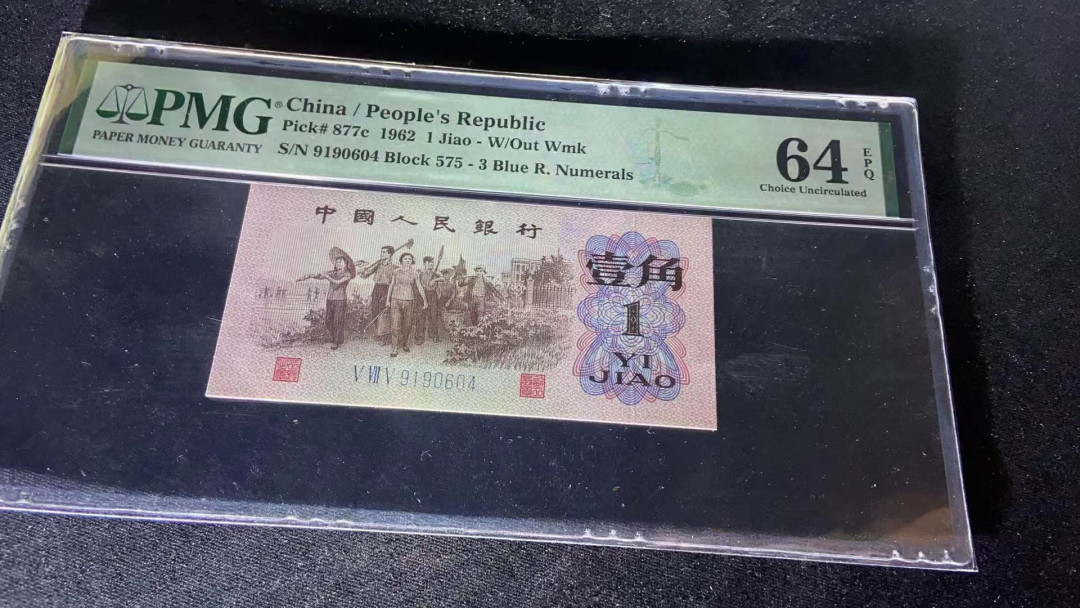 PMG® China / People's Republic
Pick# 877c 1962 1 Jiao - W/Out Wmk
PAPER MONEY GUARANTY S/N 9190604 Block 575 - 3 Blue R. Numerals
64 EPQ
Choice Uncirculated
中國人民銀行
壹角
1
YI
JIAO
V VII V 9190604